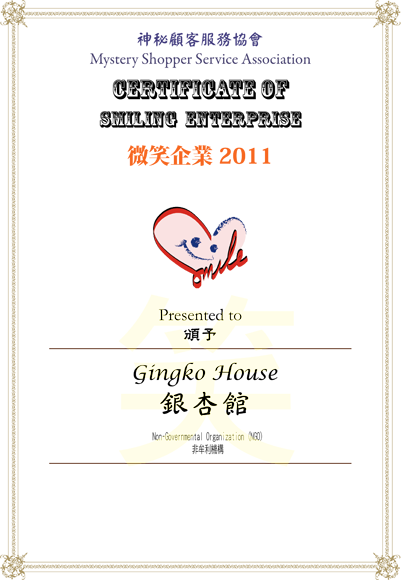 神秘顧客服務協會
Mystery Shopper Service Association
CERTIFICATE OF
SMILING ENTERPRISE
微笑企業 2011
Smile
Presented to
頒予
笑
Gingko House
銀杏館
Non-Governmental Organization (NGO)
非牟利機構